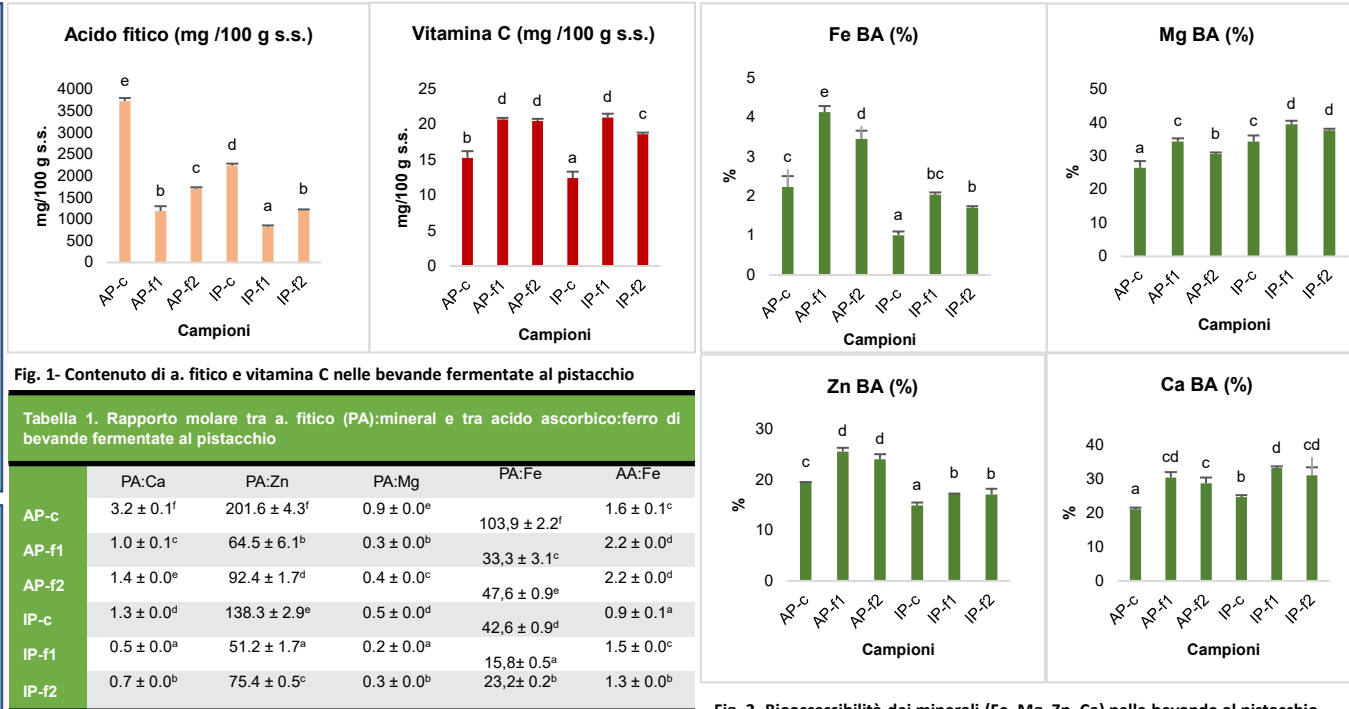 Acido fitico (mg /100 g s.s.)
mg/100 g s.s.
4000
3500
3000
2500
2000
1500
1000
500
0
e
b
c
d
a
b
AP-c
AP-f1
AP-f2
IP-c
IP-f1
IP-f2
Campioni
Vitamina C (mg /100 g s.s.)
mg/100 g s.s.
25
20
15
10
5
0
b
d
d
a
d
c
AP-c
AP-f1
AP-f2
IP-c
IP-f1
IP-f2
Campioni
Fig. 1- Contenuto di a. fitico e vitamina C nelle bevande fermentate al pistacchio
Tabella 1. Rapporto molare tra a. fitico (PA):mineral e tra acido ascorbico:ferro di
bevande fermentate al pistacchio
PA:Ca PA:Zn PA:Mg PA:Fe AA:Fe
AP-c 3.2 ± 0.1ᶠ 201.6 ± 4.3ᶠ 0.9 ± 0.0ᵉ 103,9 ± 2.2ᶠ 1.6 ± 0.1ᶜ
AP-f1 1.0 ± 0.1ᶜ 64.5 ± 6.1ᵇ 0.3 ± 0.0ᵇ 33,3 ± 3.1ᶜ 2.2 ± 0.0ᵈ
AP-f2 1.4 ± 0.0ᵉ 92.4 ± 1.7ᵈ 0.4 ± 0.0ᶜ 47,6 ± 0.9ᵉ 2.2 ± 0.0ᵈ
IP-c 1.3 ± 0.0ᵈ 138.3 ± 2.9ᵉ 0.5 ± 0.0ᵈ 42,6 ± 0.9ᵈ 0.9 ± 0.1ᵃ
IP-f1 0.5 ± 0.0ᵃ 51.2 ± 1.7ᵃ 0.2 ± 0.0ᵃ 15,8± 0.5ᵃ 1.5 ± 0.0ᶜ
IP-f2 0.7 ± 0.0ᵇ 75.4 ± 0.5ᶜ 0.3 ± 0.0ᵇ 23,2± 0.2ᵇ 1.3 ± 0.0ᵇ
Fe BA (%)
%
5
4
3
2
1
0
c
e
d
a
bc
b
AP-c
AP-f1
AP-f2
IP-c
IP-f1
IP-f2
Campioni
Mg BA (%)
%
50
40
30
20
10
0
a
c
b
c
d
d
AP-c
AP-f1
AP-f2
IP-c
IP-f1
IP-f2
Campioni
Zn BA (%)
%
30
20
10
0
c
d
d
a
b
b
AP-c
AP-f1
AP-f2
IP-c
IP-f1
IP-f2
Campioni
Ca BA (%)
%
40
30
20
10
0
a
cd
c
b
d
cd
AP-c
AP-f1
AP-f2
IP-c
IP-f1
IP-f2
Campioni
Fig. 2- Bioaccessibilità dei minerali (Fe, Mg, Zn, Ca) nelle bevande al pistacchio